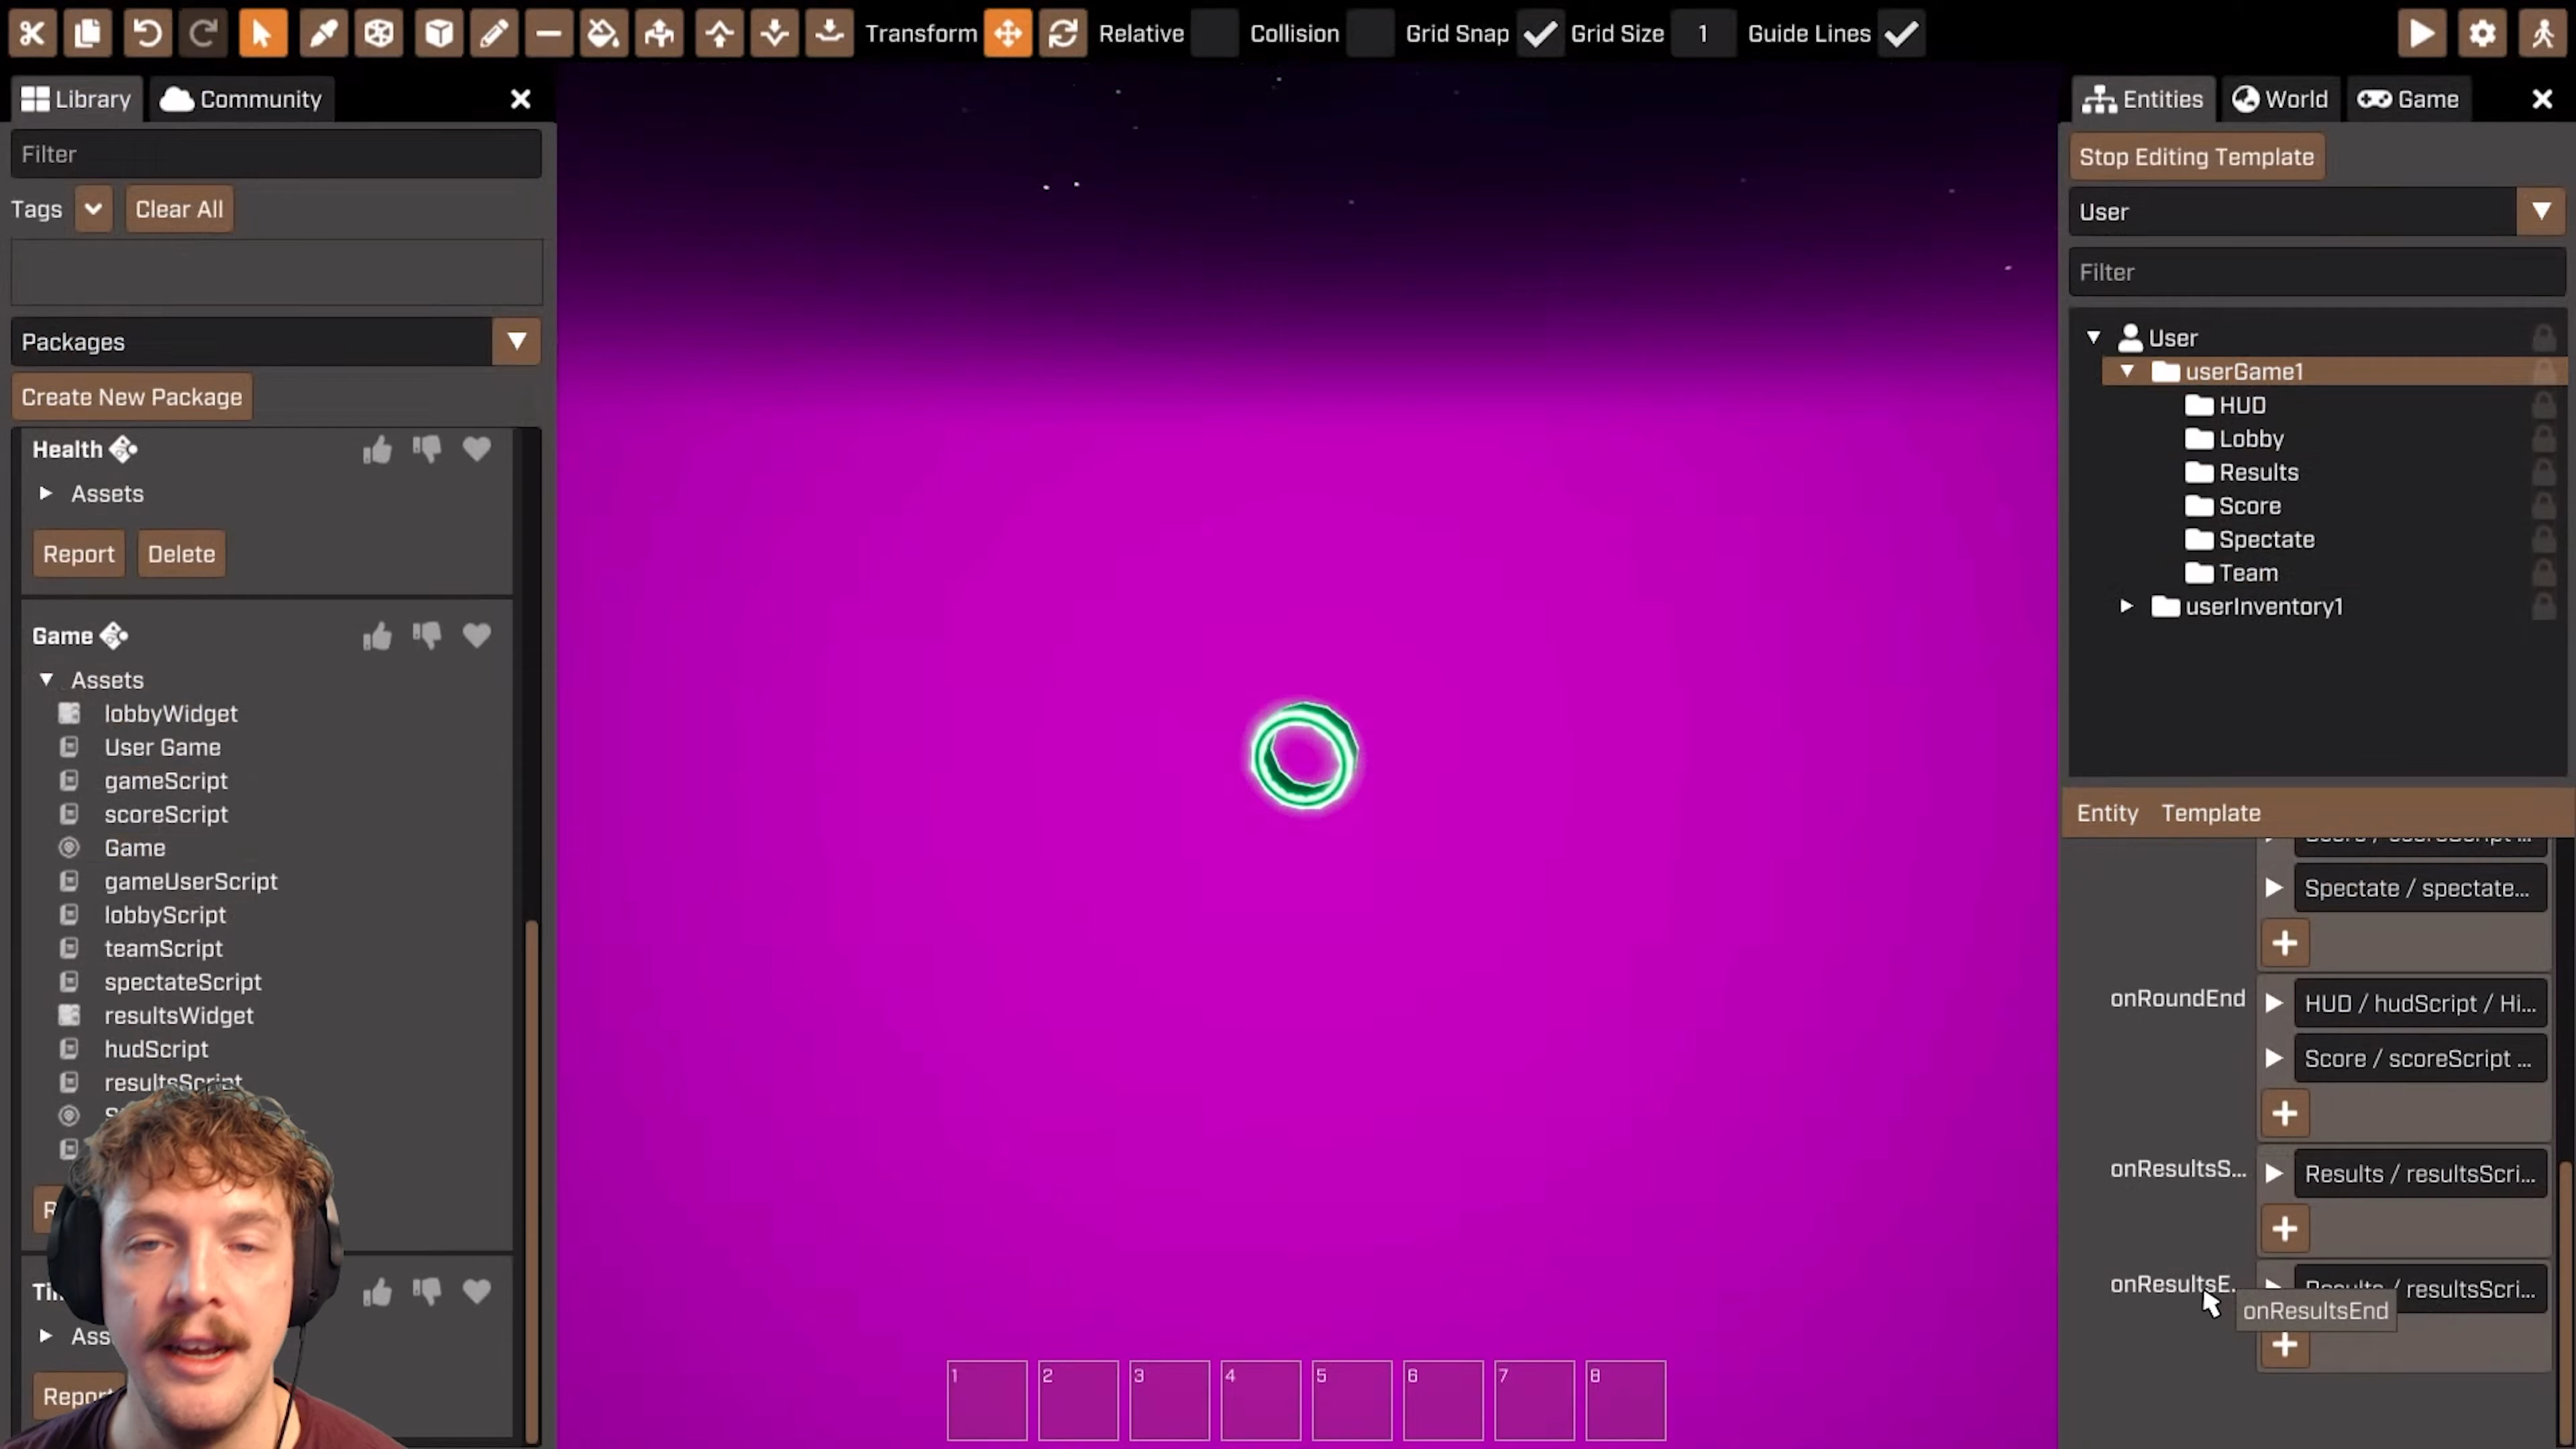 Transform
Relative
Collision
Grid Snap
Grid Size
1
Guide Lines
Library
Community
Filter
Tags
Clear All
Packages
Create New Package
Health
Assets
Report
Delete
Game
Assets
lobbyWidget
User Game
gameScript
scoreScript
Game
gameUserScript
lobbyScript
teamScript
spectateScript
resultsWidget
hudScript
resultsScript
1
2
3
4
5
6
7
8
Entities
World
Game
Stop Editing Template
User
Filter
User
userGame1
HUD
Lobby
Results
Score
Spectate
Team
userInventory1
Entity
Template
Spectate / spectate...
onRoundEnd
HUD / hudScript / Hi...
Score / scoreScript ...
onResultsS...
Results / resultsScri...
onResultsE.
Results / resultsScri...
onResultsEnd